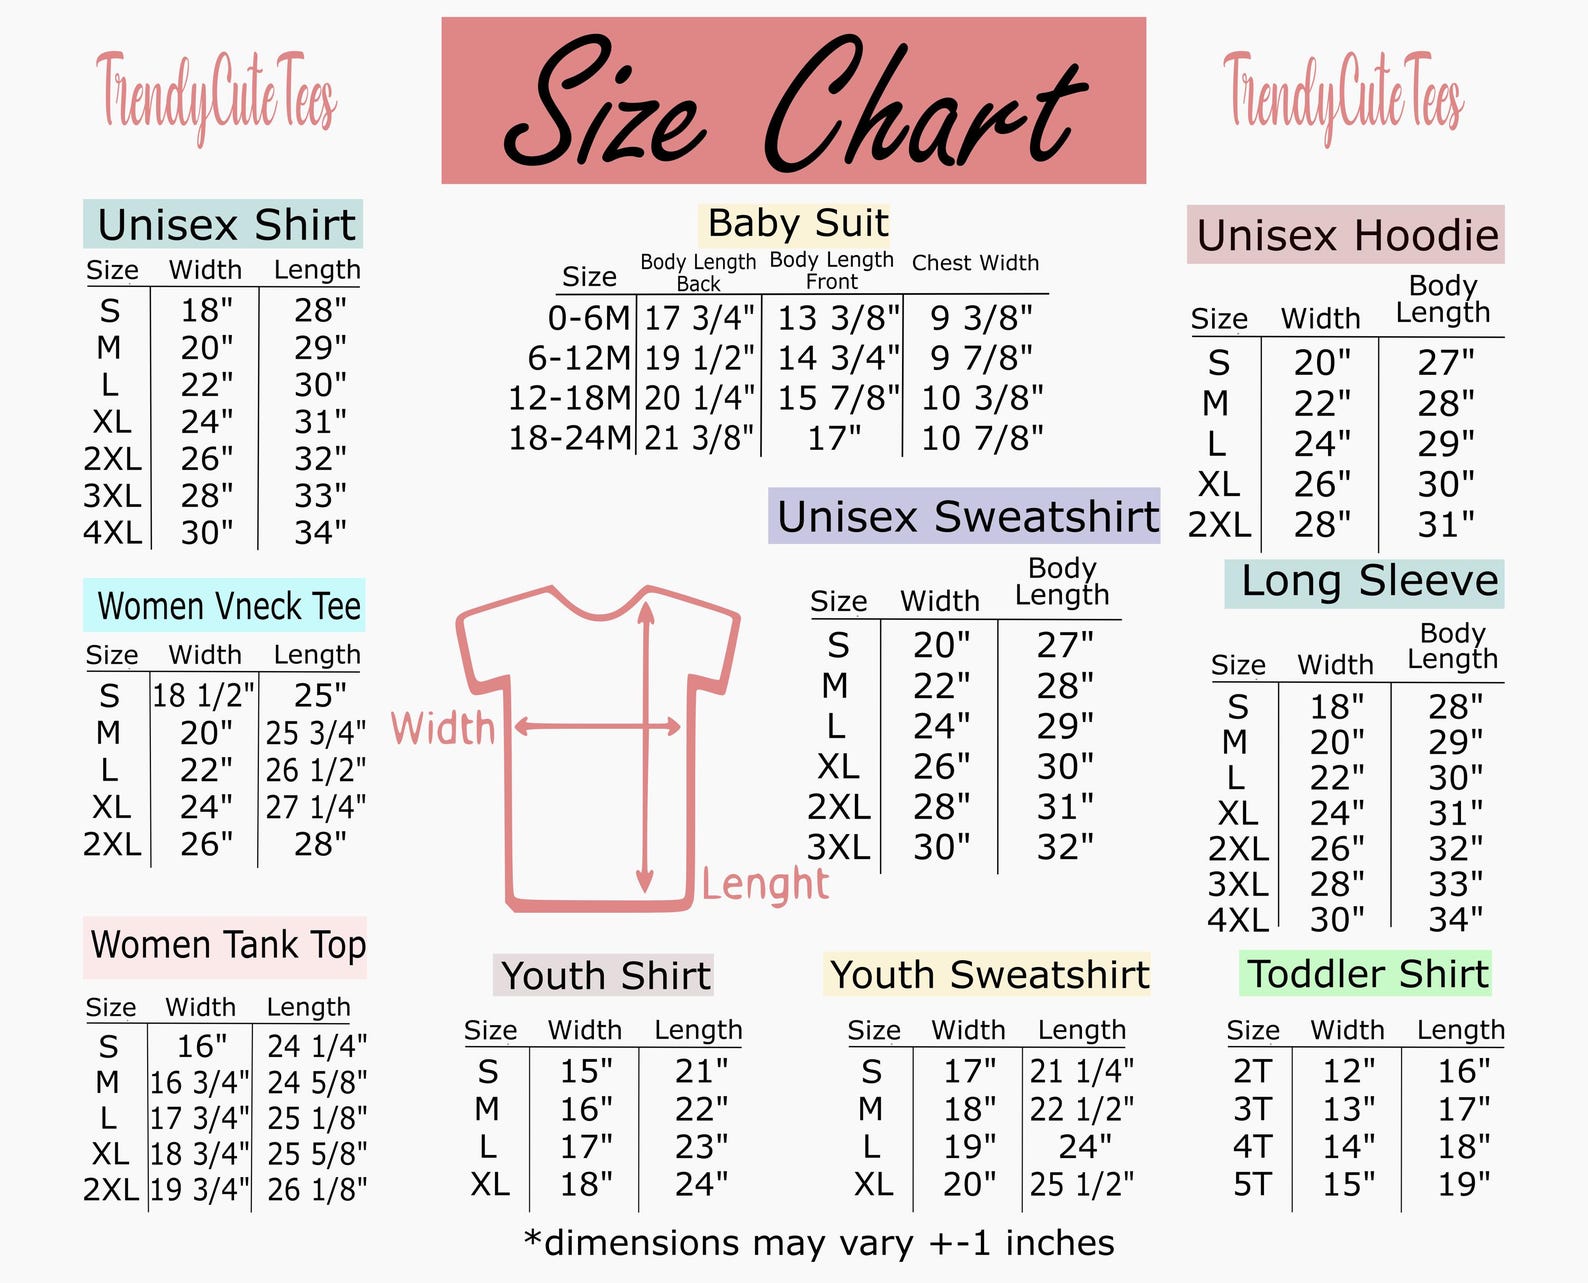 TrendyCuteTees
Size Chart
TrendyCuteTees
Unisex Shirt
Size Width Length
S 18" 28"
M 20" 29"
L 22" 30"
XL 24" 31"
2XL 26" 32"
3XL 28" 33"
4XL 30" 34"
Baby Suit
Size Body Length Back Body Length Front Chest Width
0-6M 17 3/4" 13 3/8" 9 3/8"
6-12M 19 1/2" 14 3/4" 9 7/8"
12-18M 20 1/4" 15 7/8" 10 3/8"
18-24M 21 3/8" 17" 10 7/8"
Unisex Hoodie
Size Width Body Length
S 20" 27"
M 22" 28"
L 24" 29"
XL 26" 30"
2XL 28" 31"
Women Vneck Tee
Size Width Length
S 18 1/2" 25"
M 20" 25 3/4"
L 22" 26 1/2"
XL 24" 27 1/4"
2XL 26" 28"
Width
Lenght
Unisex Sweatshirt
Size Width Body Length
S 20" 27"
M 22" 28"
L 24" 29"
XL 26" 30"
2XL 28" 31"
3XL 30" 32"
Long Sleeve
Size Width Body Length
S 18" 28"
M 20" 29"
L 22" 30"
XL 24" 31"
2XL 26" 32"
3XL 28" 33"
4XL 30" 34"
Women Tank Top
Size Width Length
S 16" 24 1/4"
M 16 3/4" 24 5/8"
L 17 3/4" 25 1/8"
XL 18 3/4" 25 5/8"
2XL 19 3/4" 26 1/8"
Youth Shirt
Size Width Length
S 15" 21"
M 16" 22"
L 17" 23"
XL 18" 24"
Youth Sweatshirt
Size Width Length
S 17" 21 1/4"
M 18" 22 1/2"
L 19" 24"
XL 20" 25 1/2"
Toddler Shirt
Size Width Length
2T 12" 16"
3T 13" 17"
4T 14" 18"
5T 15" 19"
*dimensions may vary +-1 inches